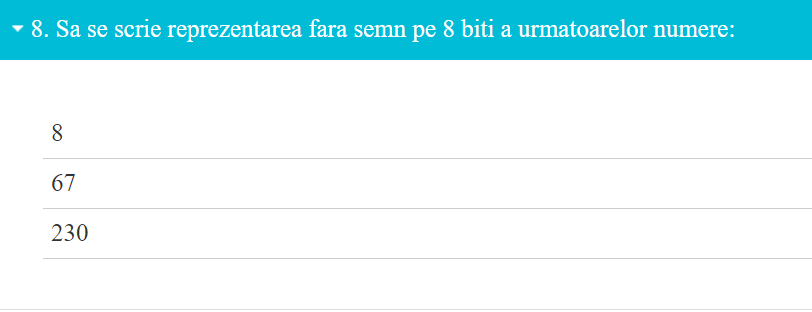 8. Sa se scrie reprezentarea fara semn pe 8 biti a urmatoarelor numere:
8
67
230